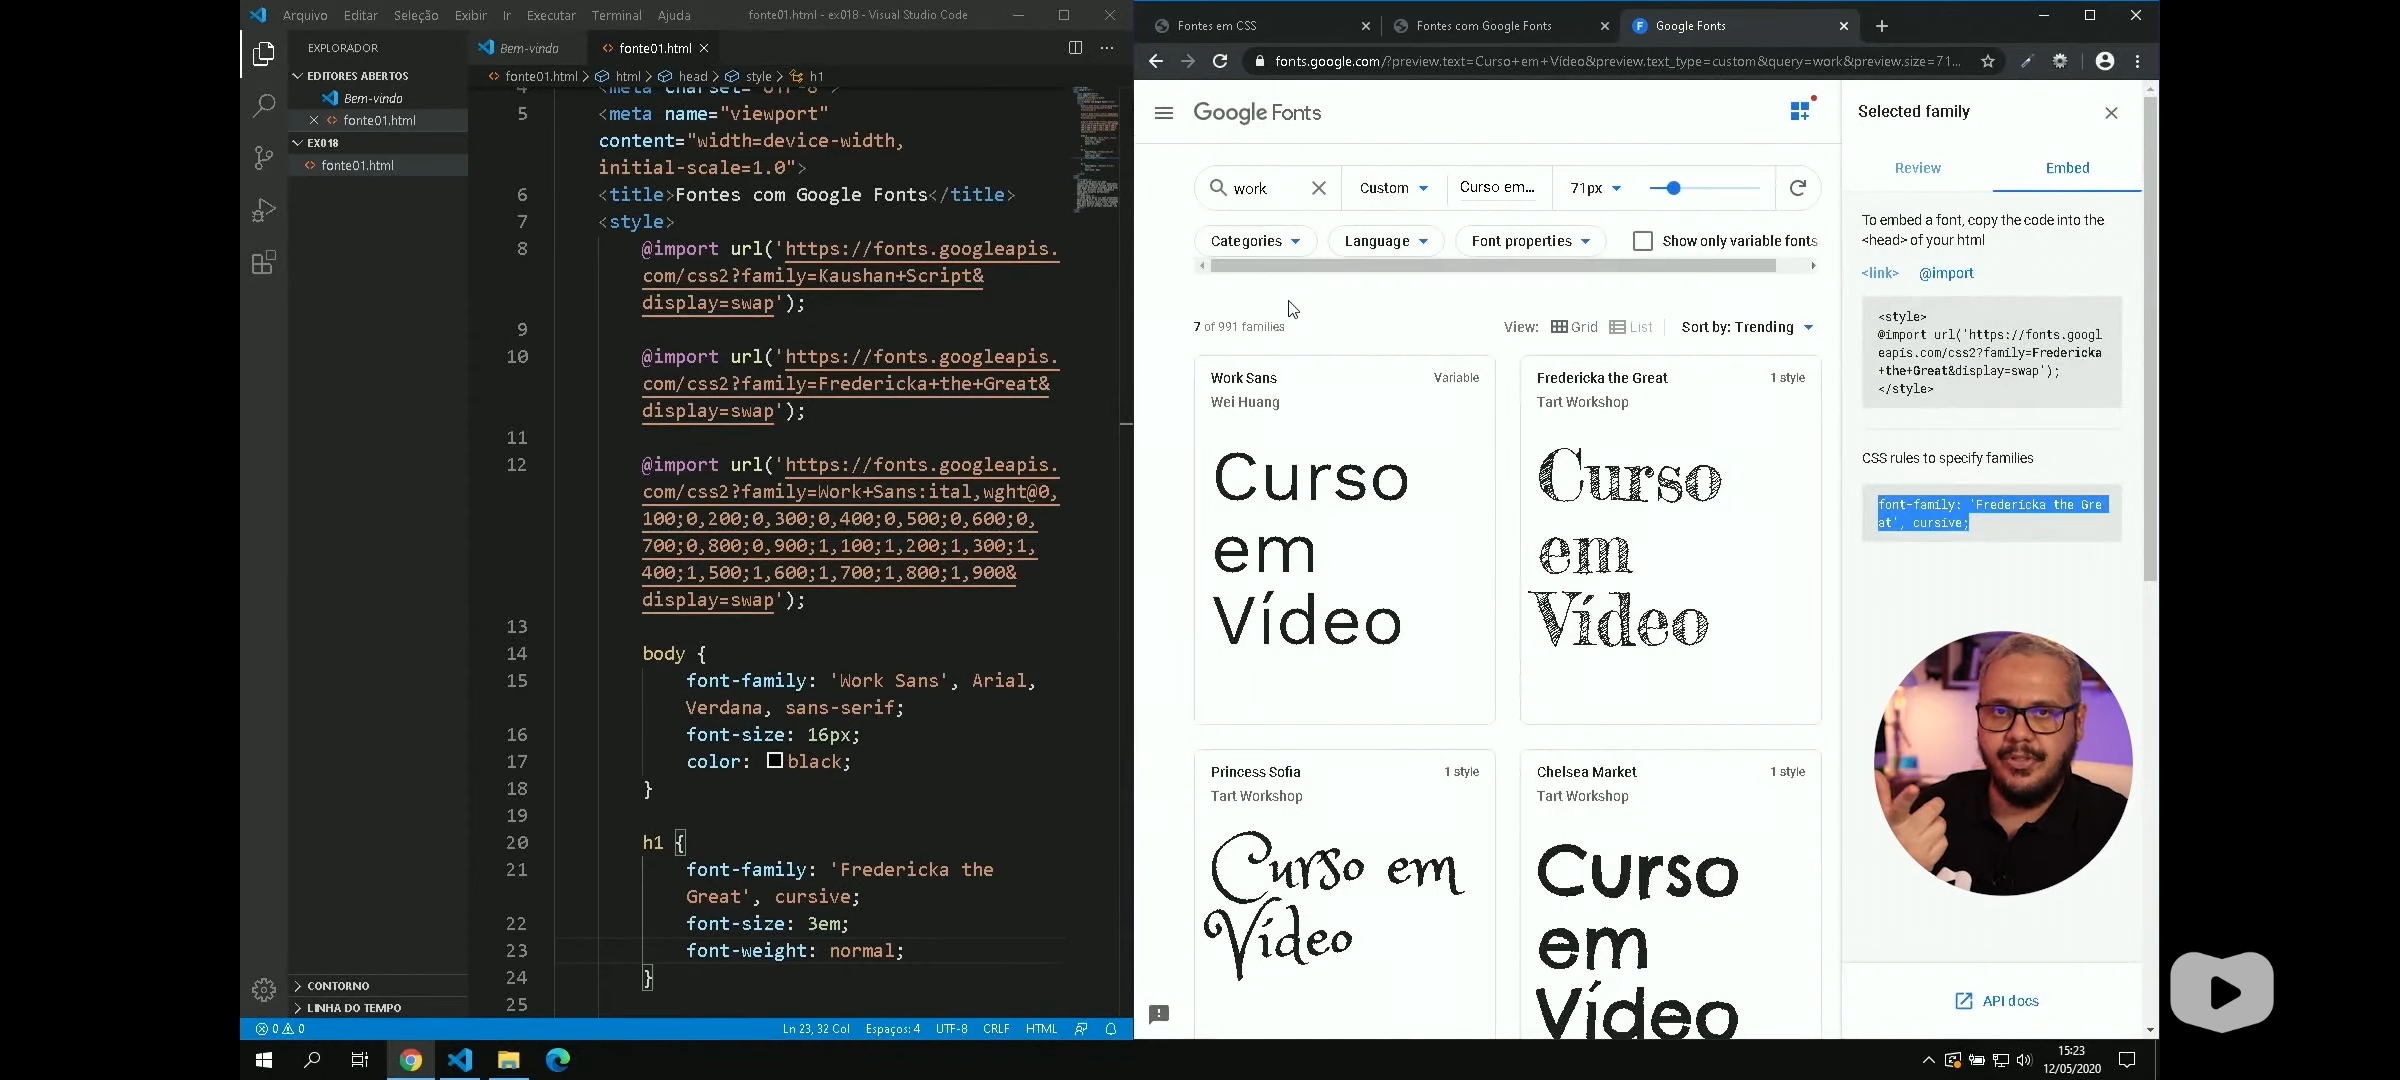 Arquivo Editar Seleção Exibir Ir Executar Terminal Ajuda fonte01.html - ex018 - Visual Studio Code
EXPLORADOR
EDITORES ABERTOS
Bem-vindo
fonte01.html
EX018
fonte01.html
CONTORNO
LINHA DO TEMPO
Bem-vindo fonte01.html
fonte01.html > html > head > style > h1
4 <meta charset="UTF-8">
5 <meta name="viewport"
content="width=device-width,
initial-scale=1.0">
6 <title>Fontes com Google Fonts</title>
7 <style>
8 @import url('https://fonts.googleapis.
com/css2?family=Kaushan+Script&
display=swap');
9
10 @import url('https://fonts.googleapis.
com/css2?family=Fredericka+the+Great&
display=swap');
11
12 @import url('https://fonts.googleapis.
com/css2?family=Work+Sans:ital,wght@0,
100;0,200;0,300;0,400;0,500;0,600;0,
700;0,800;0,900;1,100;1,200;1,300;1,
400;1,500;1,600;1,700;1,800;1,900&
display=swap');
13
14 body {
15 font-family: 'Work Sans', Arial,
Verdana, sans-serif;
16 font-size: 16px;
17 color: black;
18 }
19
20 h1 {
21 font-family: 'Fredericka the
Great', cursive;
22 font-size: 3em;
23 font-weight: normal;
24 }
25
0 0 Ln 23, 32 Col Espaços: 4 UTF-8 CRLF HTML
Fontes em CSS Fontes com Google Fonts Google Fonts
fonts.google.com/?preview.text=Curso+em+Vídeo&preview.text_type=custom&query=work&preview.size=71...
Google Fonts
work Custom Curso em... 71px
Categories Language Font properties Show only variable fonts
7 of 991 families View: Grid List Sort by: Trending
Work Sans Variable
Wei Huang
Curso
em
Vídeo
Fredericka the Great 1 style
Tart Workshop
Curso
em
Vídeo
Princess Sofia 1 style
Tart Workshop
Curso em
Vídeo
Chelsea Market 1 style
Tart Workshop
Curso
em
Vídeo
Selected family
Review Embed
To embed a font, copy the code into the
<head> of your html
<link> @import
<style>
@import url('https://fonts.googl
eapis.com/css2?family=Fredericka
+the+Great&display=swap');
</style>
CSS rules to specify families
font-family: 'Fredericka the Gre
at', cursive;
API docs
15:23
12/05/2020